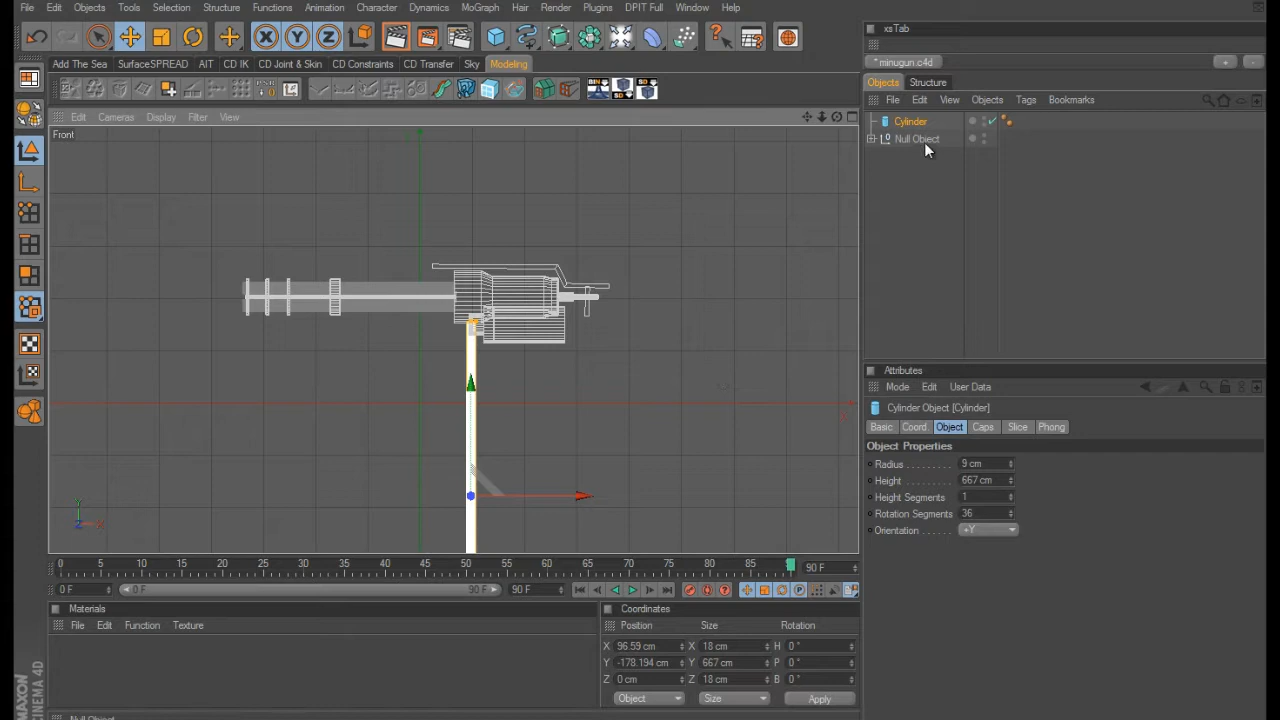 File Edit Objects Tools Selection Structure Functions Animation Character Dynamics MoGraph Hair Render Plugins DPIT Full Window Help
xsTab
* minugun.c4d
Add The Sea SurfaceSPREAD AIT CD IK CD Joint & Skin CD Constraints CD Transfer Sky Modeling
Objects Structure
File Edit View Objects Tags Bookmarks
Edit Cameras Display Filter View
Front
Cylinder
Null Object
Attributes
Mode Edit User Data
Cylinder Object [Cylinder]
Basic Coord. Object Caps Slice Phong
Object Properties
Radius 9 cm
Height 667 cm
Height Segments 1
Rotation Segments 36
Orientation +Y
Y
Z X
0 5 10 15 20 25 30 35 40 45 50 55 60 65 70 75 80 85 90 F
0 F 0 F 90 F 90 F
Materials
File Edit Function Texture
Coordinates
Position Size Rotation
X 96.59 cm X 18 cm H 0 °
Y -178.194 cm Y 667 cm P 0 °
Z 0 cm Z 18 cm B 0 °
Object Size Apply
MAXON
CINEMA 4D
Null Object